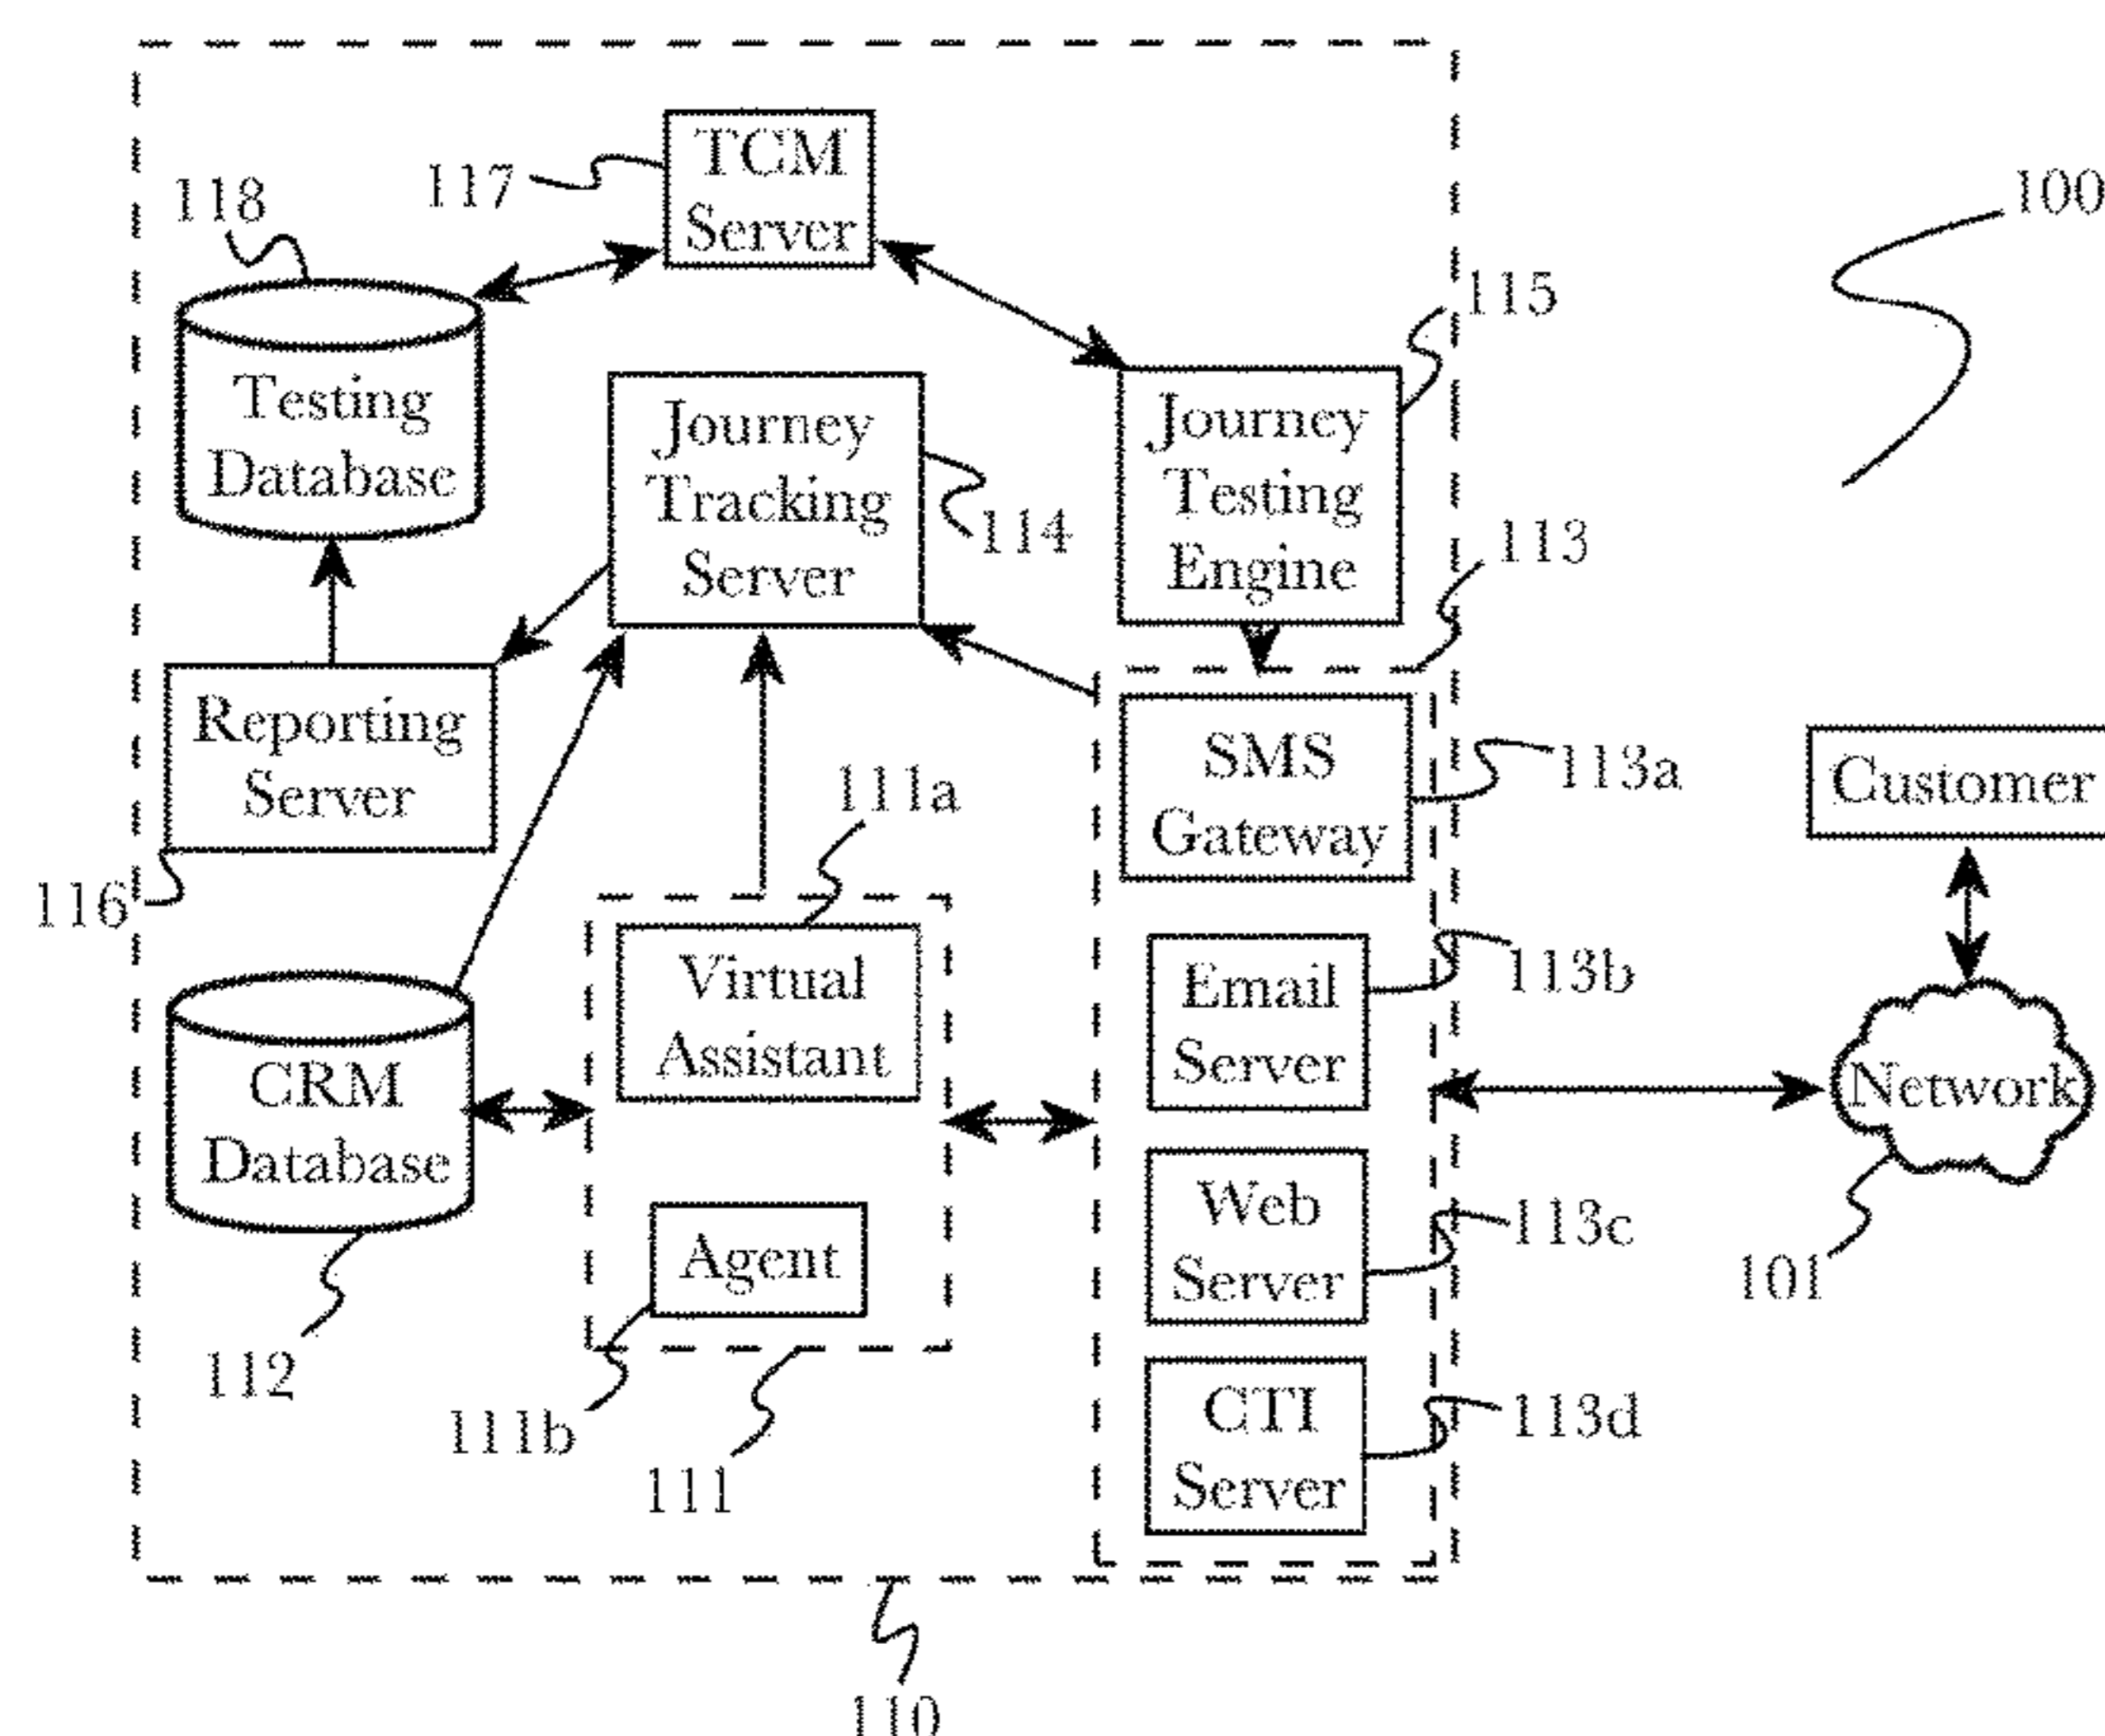 TCM
Server
117
118
100
115
Testing
Database
Journey
Tracking
Server
Journey
Testing
Engine
114
113
Reporting
Server
SMS
Gateway
113a
Customer
111a
116
Virtual
Assistant
Email
Server
113b
CRM
Database
Network
Web
Server
113c
101
Agent
112
111b
111
CTI
Server
113d
110